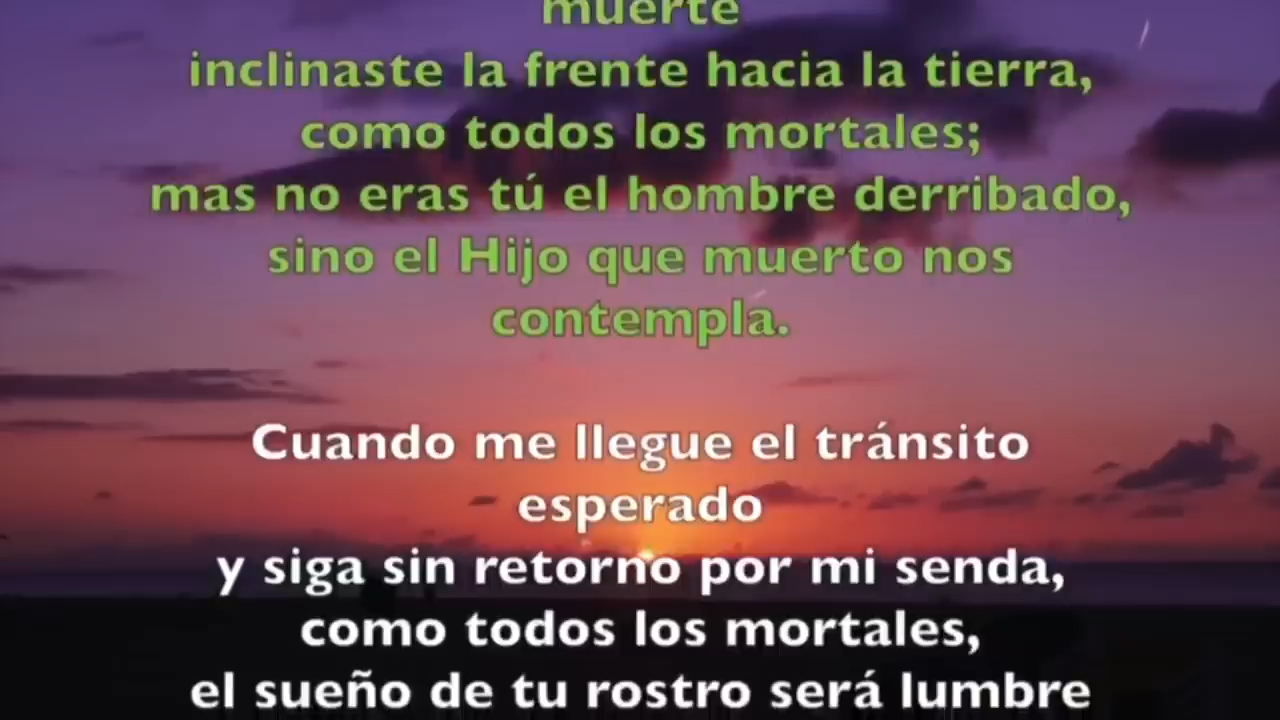 muerte
inclinaste la frente hacia la tierra,
como todos los mortales;
mas no eras tú el hombre derribado,
sino el Hijo que muerto nos
contempla.
Cuando me llegue el tránsito
esperado
y siga sin retorno por mi senda,
como todos los mortales,
el sueño de tu rostro será lumbre